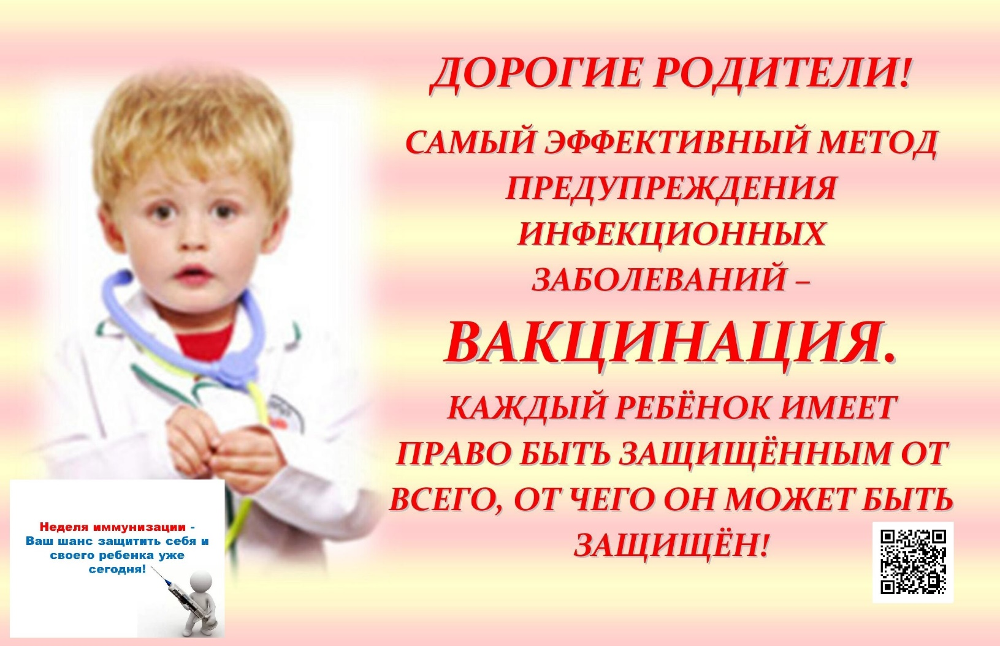 ДОРОГИЕ РОДИТЕЛИ!
САМЫЙ ЭФФЕКТИВНЫЙ МЕТОД
ПРЕДУПРЕЖДЕНИЯ
ИНФЕКЦИОННЫХ
ЗАБОЛЕВАНИЙ –
ВАКЦИНАЦИЯ.
КАЖДЫЙ РЕБЁНОК ИМЕЕТ
ПРАВО БЫТЬ ЗАЩИЩЁННЫМ ОТ
ВСЕГО, ОТ ЧЕГО ОН МОЖЕТ БЫТЬ
ЗАЩИЩЁН!
Неделя иммунизации -
Ваш шанс защитить себя и
своего ребенка уже
сегодня!